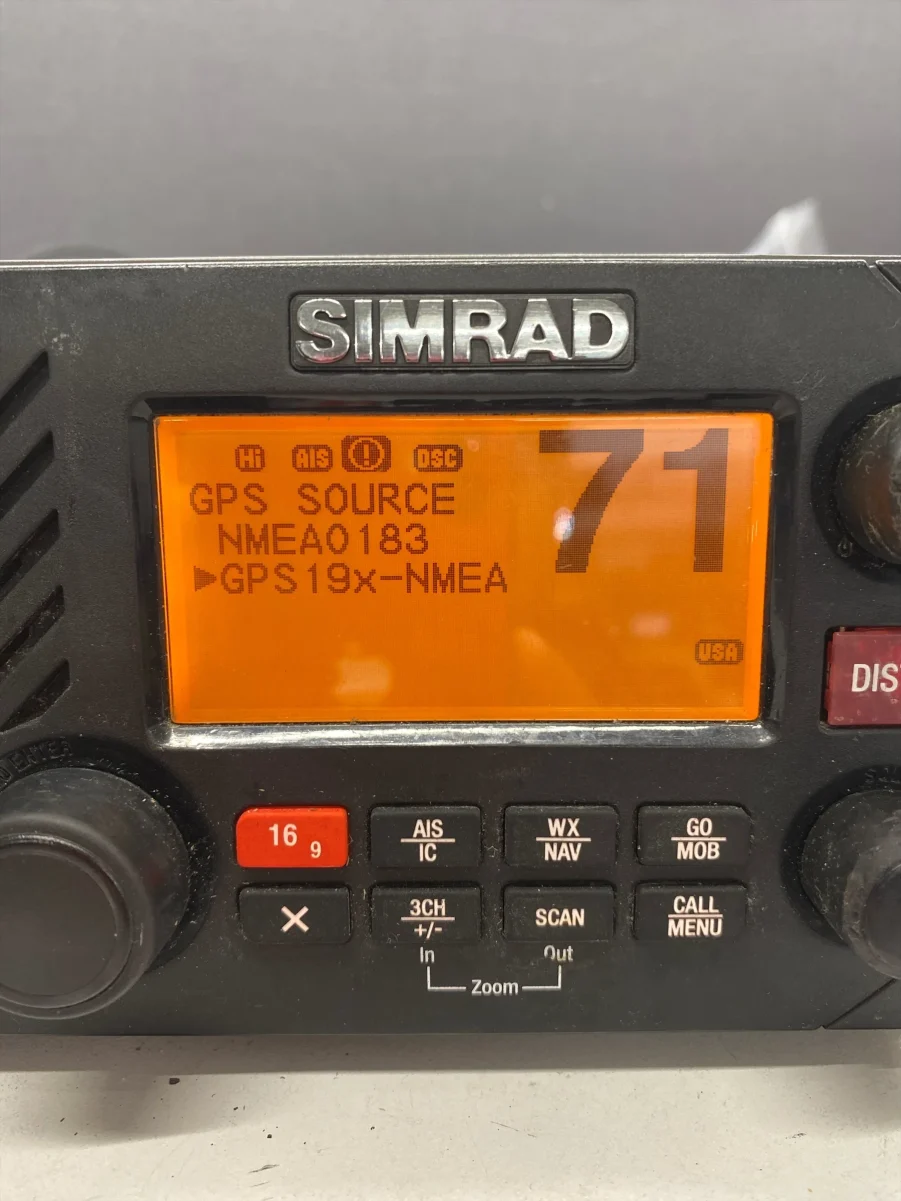 SIMRAD
Hi AIS DSC
71
GPS SOURCE
NMEA0183
►GPS19x-NMEA
USA
DIS
16 9
AIS
IC
WX
NAV
GO
MOB
3CH
+/-
SCAN
CALL
MENU
In
Out
Zoom